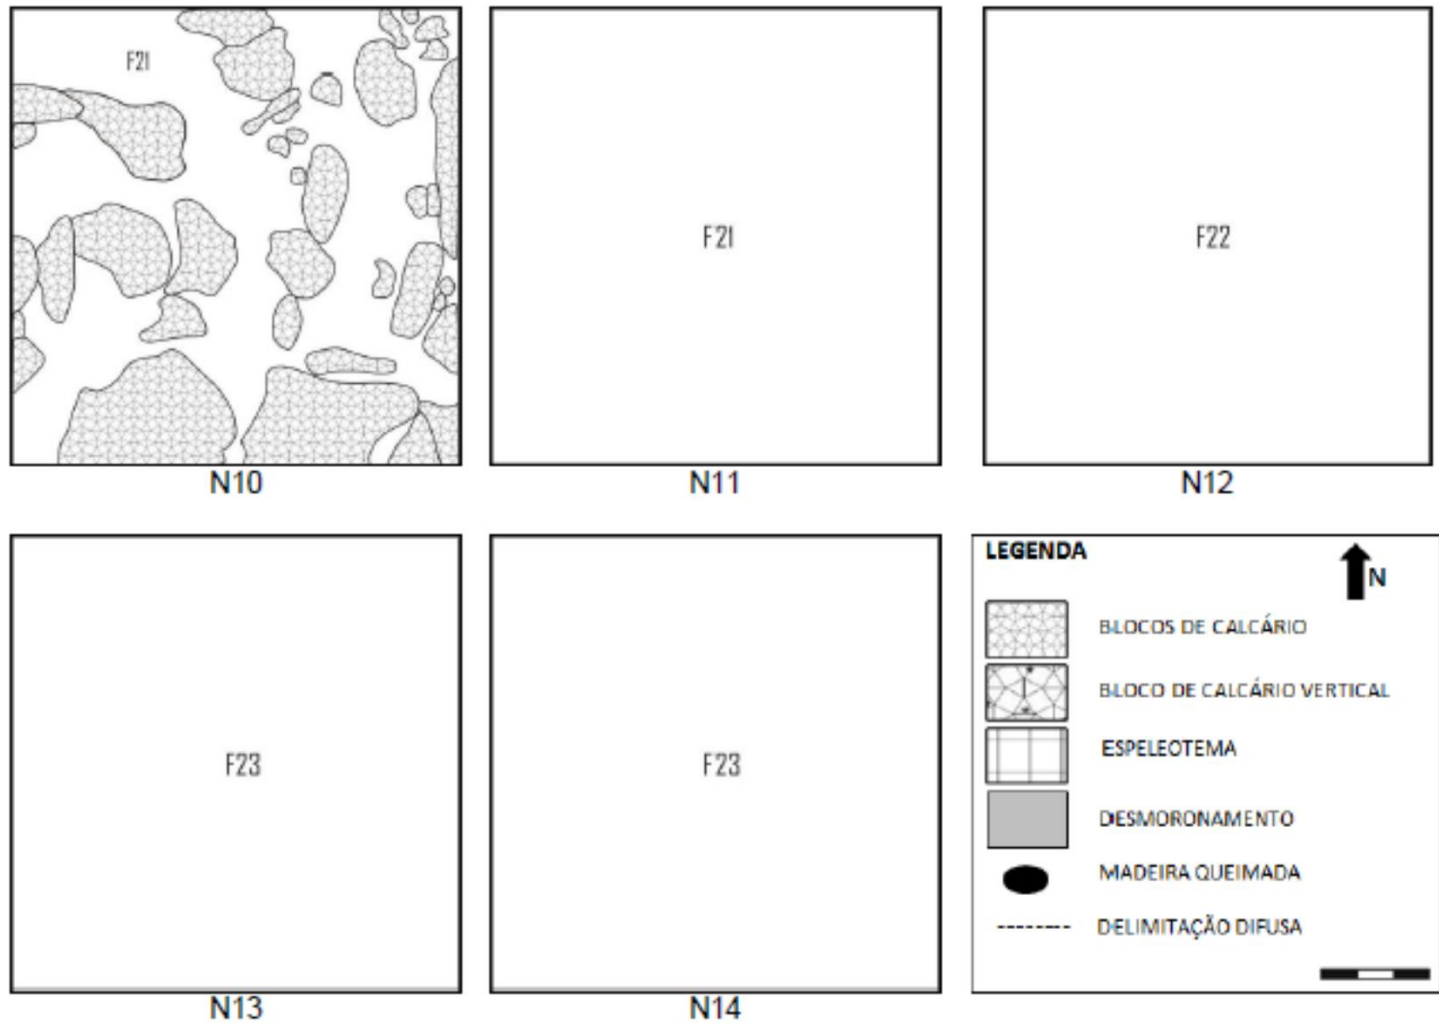 F21
F21
F22
N10
N11
N12
F23
F23
N13
N14
LEGENDA
N
BLOCOS DE CALCÁRIO
BLOCO DE CALCÁRIO VERTICAL
ESPELEOTEMA
DESMORONAMENTO
MADEIRA QUEIMADA
DELIMITAÇÃO DIFUSA